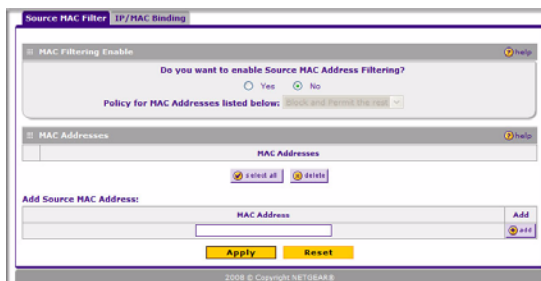 Source MAC Filter IP/MAC Binding
MAC Filtering Enable help
Do you want to enable Source MAC Address Filtering?
Yes No
Policy for MAC Addresses listed below: Block and Permit the rest
MAC Addresses help
MAC Addresses
select all delete
Add Source MAC Address:
MAC Address Add
add
Apply Reset
2008 © Copyright NETGEAR®